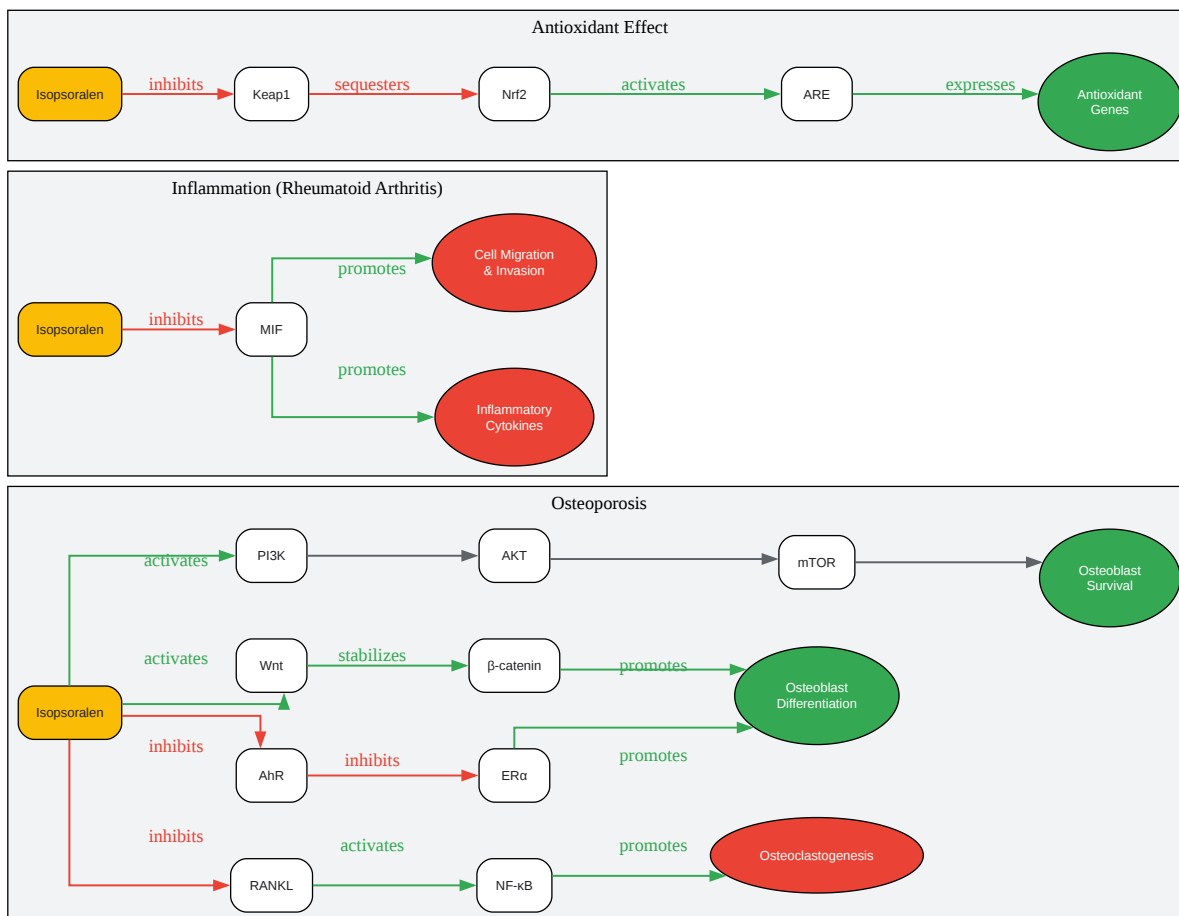 Antioxidant Effect
Isopsoralen
inhibits
Keap1
sequesters
Nrf2
activates
ARE
expresses
Antioxidant
Genes
Inflammation (Rheumatoid Arthritis)
Isopsoralen
inhibits
MIF
promotes
Cell Migration
& Invasion
promotes
Inflammatory
Cytokines
Osteoporosis
activates
PI3K
AKT
mTOR
Osteoblast
Survival
activates
Wnt
stabilizes
β-catenin
promotes
Osteoblast
Differentiation
Isopsoralen
inhibits
AhR
inhibits
ERα
promotes
inhibits
RANKL
activates
NF-κB
promotes
Osteoclastogenesis